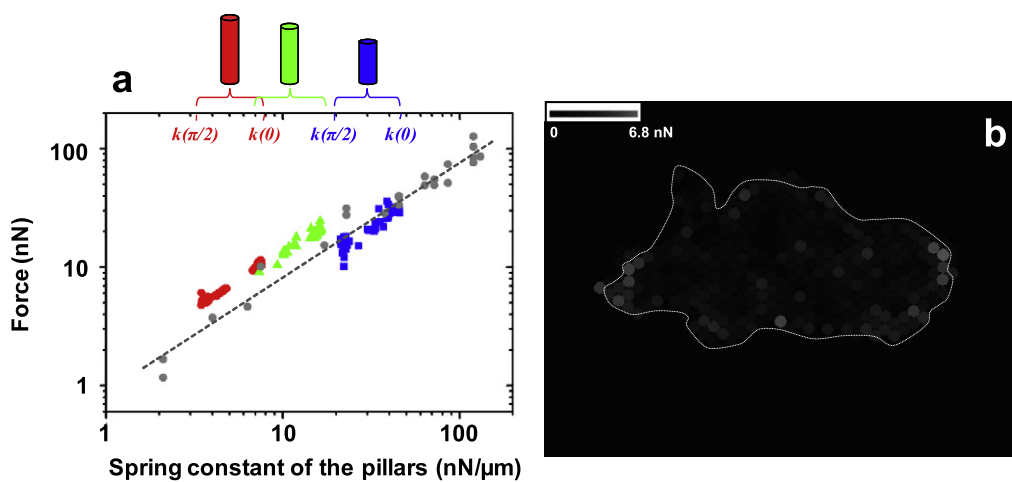 a
k(π/2) k(0) k(π/2) k(0)
100
10
1
1 10 100
Force (nN)
Spring constant of the pillars (nN/μm)
b
0 6.8 nN